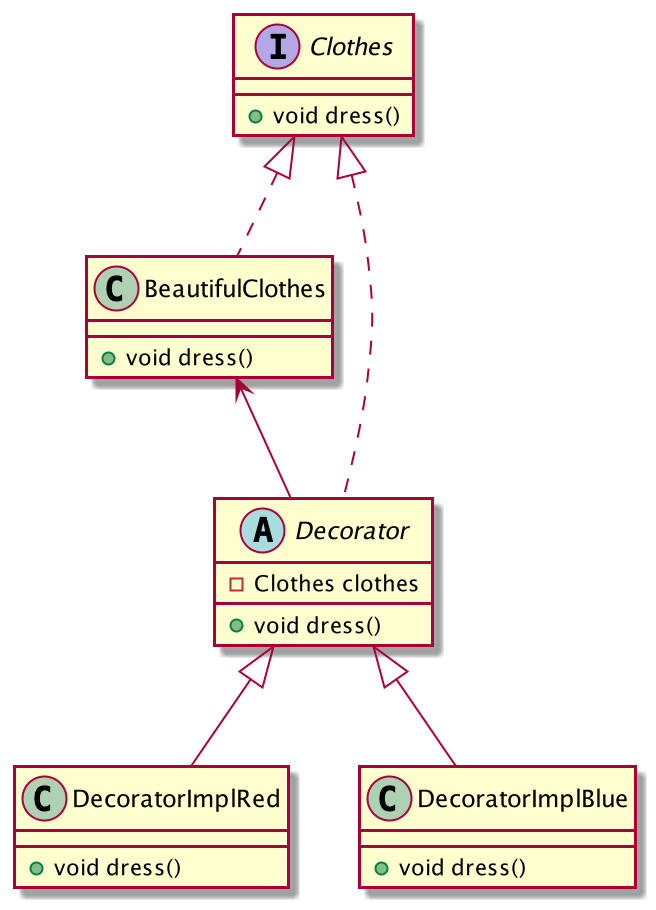 I Clothes
void dress()
C BeautifulClothes
void dress()
A Decorator
Clothes clothes
void dress()
C DecoratorImplRed
void dress()
C DecoratorImplBlue
void dress()